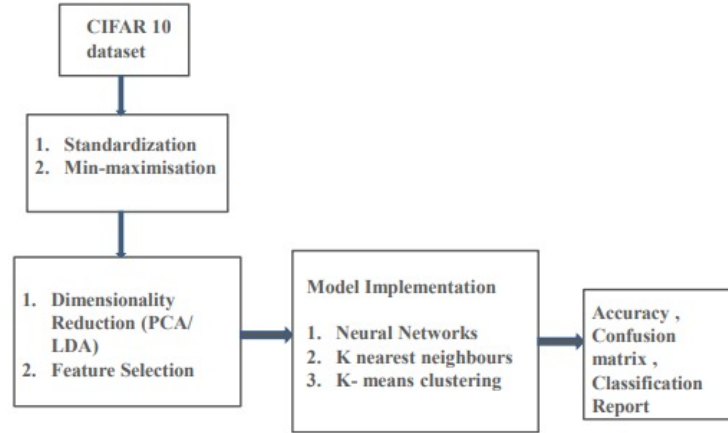 CIFAR 10
dataset
1. Standardization
2. Min-maximisation
1. Dimensionality
Reduction (PCA/
LDA)
2. Feature Selection
Model Implementation
1. Neural Networks
2. K nearest neighbours
3. K- means clustering
Accuracy ,
Confusion
matrix ,
Classification
Report